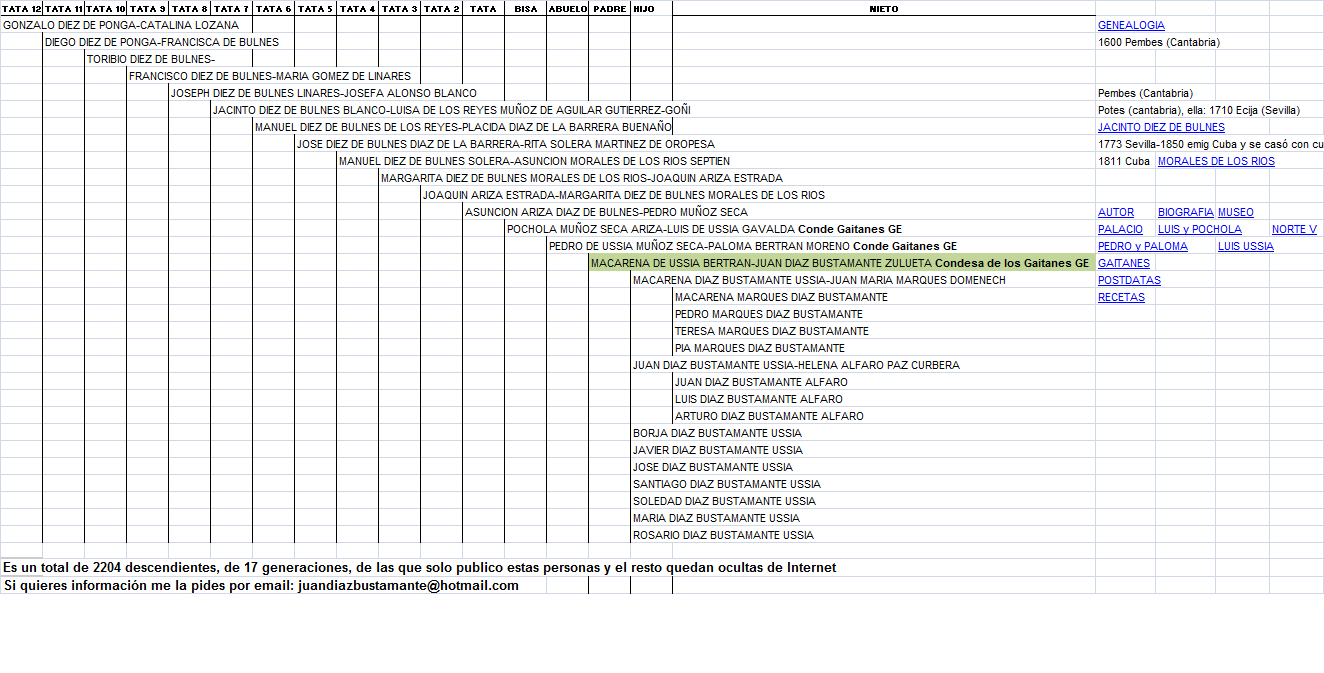 TATA 12 TATA 11 TATA 10 TATA 9 TATA 8 TATA 7 TATA 6 TATA 5 TATA 4 TATA 3 TATA 2 TATA BISA ABUELO PADRE HIJO NIETO
GONZALO DIEZ DE PONGA-CATALINA LOZANA GENEALOGIA
DIEGO DIEZ DE PONGA-FRANCISCA DE BULNES 1600 Pembes (Cantabria)
TORIBIO DIEZ DE BULNES-
FRANCISCO DIEZ DE BULNES-MARIA GOMEZ DE LINARES
JOSEPH DIEZ DE BULNES LINARES-JOSEFA ALONSO BLANCO Pembes (Cantabria)
JACINTO DIEZ DE BULNES BLANCO-LUISA DE LOS REYES MUÑOZ DE AGUILAR GUTIERREZ-GOÑI Potes (cantabria), ella: 1710 Ecija (Sevilla)
MANUEL DIEZ DE BULNES DE LOS REYES-PLACIDA DIAZ DE LA BARRERA BUENAÑO JACINTO DIEZ DE BULNES
JOSE DIEZ DE BULNES DIAZ DE LA BARRERA-RITA SOLERA MARTINEZ DE OROPESA 1773 Sevilla-1850 emig Cuba y se casó con cu
MANUEL DIEZ DE BULNES SOLERA-ASUNCION MORALES DE LOS RIOS SEPTIEN 1811 Cuba MORALES DE LOS RIOS
MARGARITA DIEZ DE BULNES MORALES DE LOS RIOS-JOAQUIN ARIZA ESTRADA
JOAQUIN ARIZA ESTRADA-MARGARITA DIEZ DE BULNES MORALES DE LOS RIOS
ASUNCION ARIZA DIAZ DE BULNES-PEDRO MUÑOZ SECA AUTOR BIOGRAFIA MUSEO
POCHOLA MUÑOZ SECA ARIZA-LUIS DE USSIA GAVALDA Conde Gaitanes GE PALACIO LUIS y POCHOLA NORTE V
PEDRO DE USSIA MUÑOZ SECA-PALOMA BERTRAN MORENO Conde Gaitanes GE PEDRO y PALOMA LUIS USSIA
MACARENA DE USSIA BERTRAN-JUAN DIAZ BUSTAMANTE ZULUETA Condesa de los Gaitanes GE GAITANES
MACARENA DIAZ BUSTAMANTE USSIA-JUAN MARIA MARQUES DOMENECH POSTDATAS
MACARENA MARQUES DIAZ BUSTAMANTE RECETAS
PEDRO MARQUES DIAZ BUSTAMANTE
TERESA MARQUES DIAZ BUSTAMANTE
PIA MARQUES DIAZ BUSTAMANTE
JUAN DIAZ BUSTAMANTE USSIA-HELENA ALFARO PAZ CURBERA
JUAN DIAZ BUSTAMANTE ALFARO
LUIS DIAZ BUSTAMANTE ALFARO
ARTURO DIAZ BUSTAMANTE ALFARO
BORJA DIAZ BUSTAMANTE USSIA
JAVIER DIAZ BUSTAMANTE USSIA
JOSE DIAZ BUSTAMANTE USSIA
SANTIAGO DIAZ BUSTAMANTE USSIA
SOLEDAD DIAZ BUSTAMANTE USSIA
MARIA DIAZ BUSTAMANTE USSIA
ROSARIO DIAZ BUSTAMANTE USSIA
Es un total de 2204 descendientes, de 17 generaciones, de las que solo publico estas personas y el resto quedan ocultas de Internet
Si quieres información me la pides por email: juandiazbustamante@hotmail.com